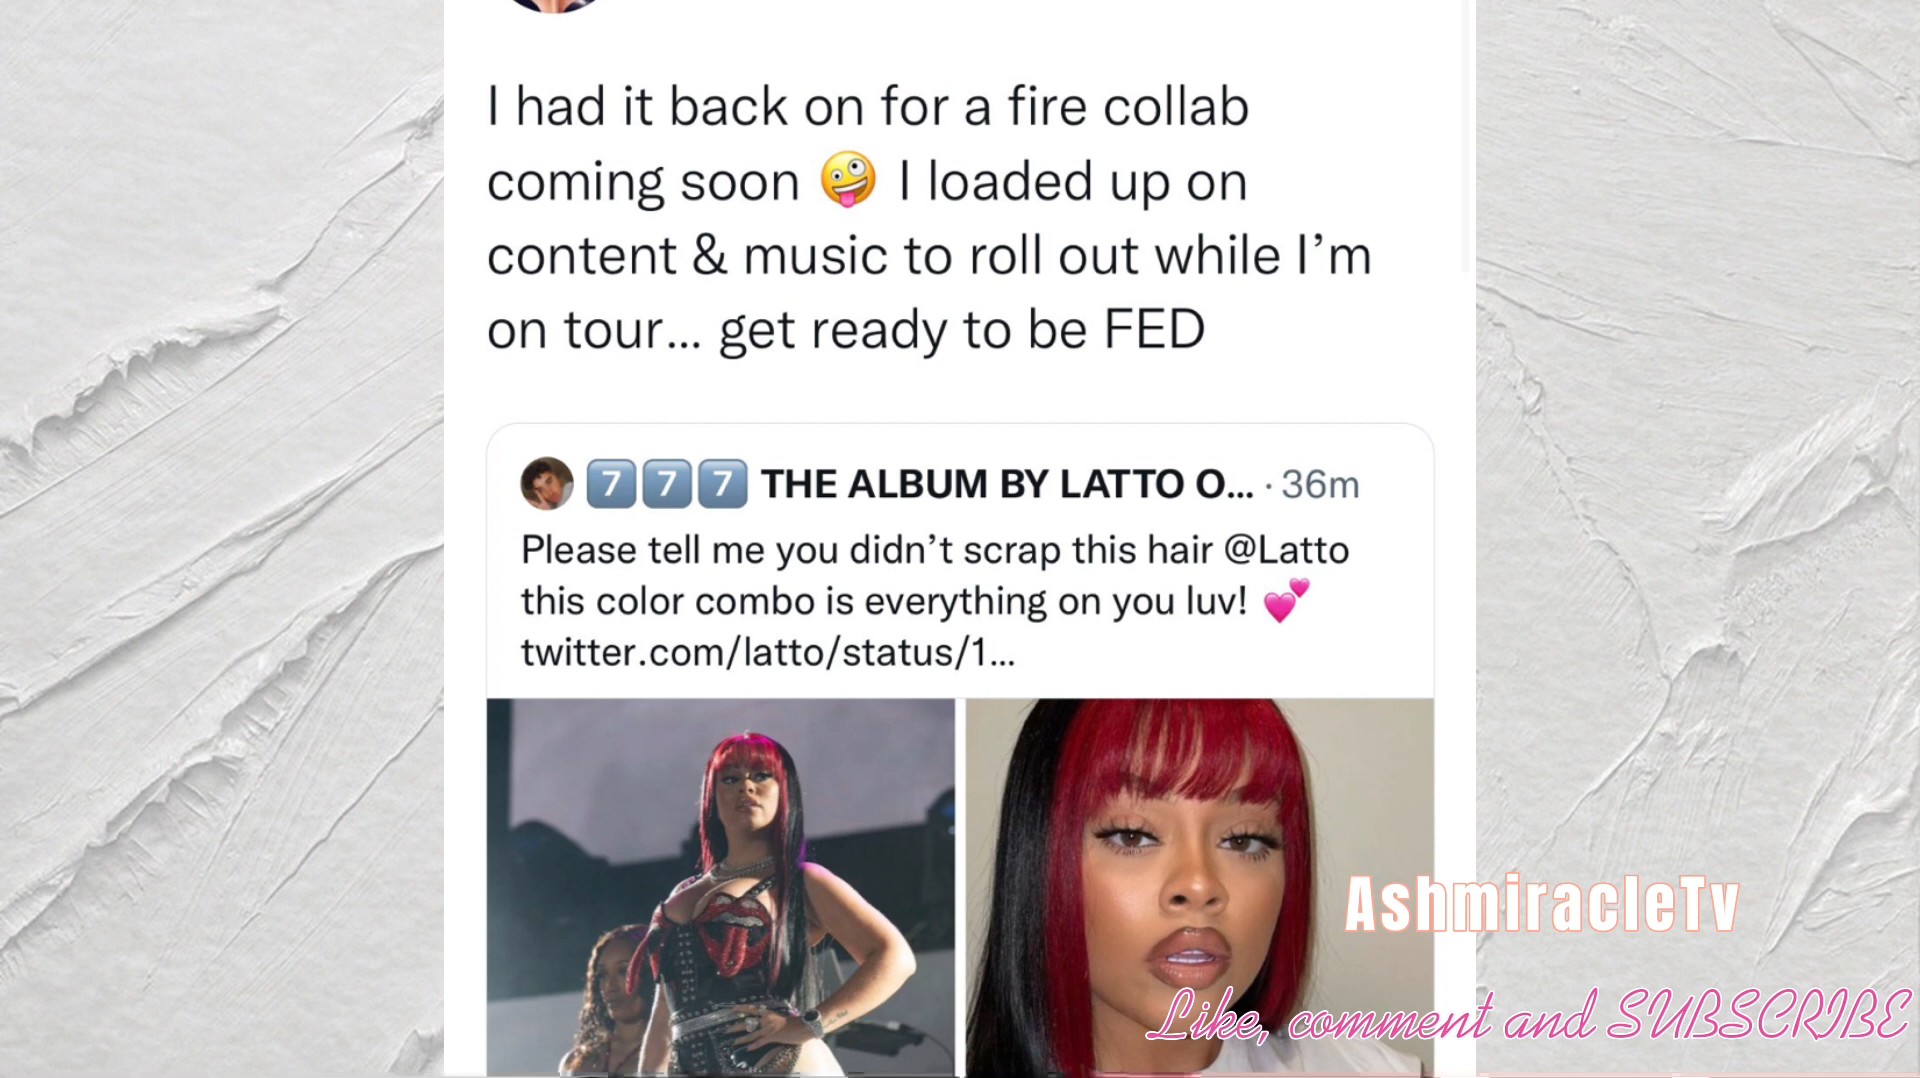 I had it back on for a fire collab
coming soon 🤪 I loaded up on
content & music to roll out while I’m
on tour... get ready to be FED
7️⃣7️⃣7️⃣ THE ALBUM BY LATTO O... · 36m
Please tell me you didn’t scrap this hair @Latto
this color combo is everything on you luv! 💕
twitter.com/latto/status/1...
AshmiracleTv
Like, comment and SUBSCRIBE